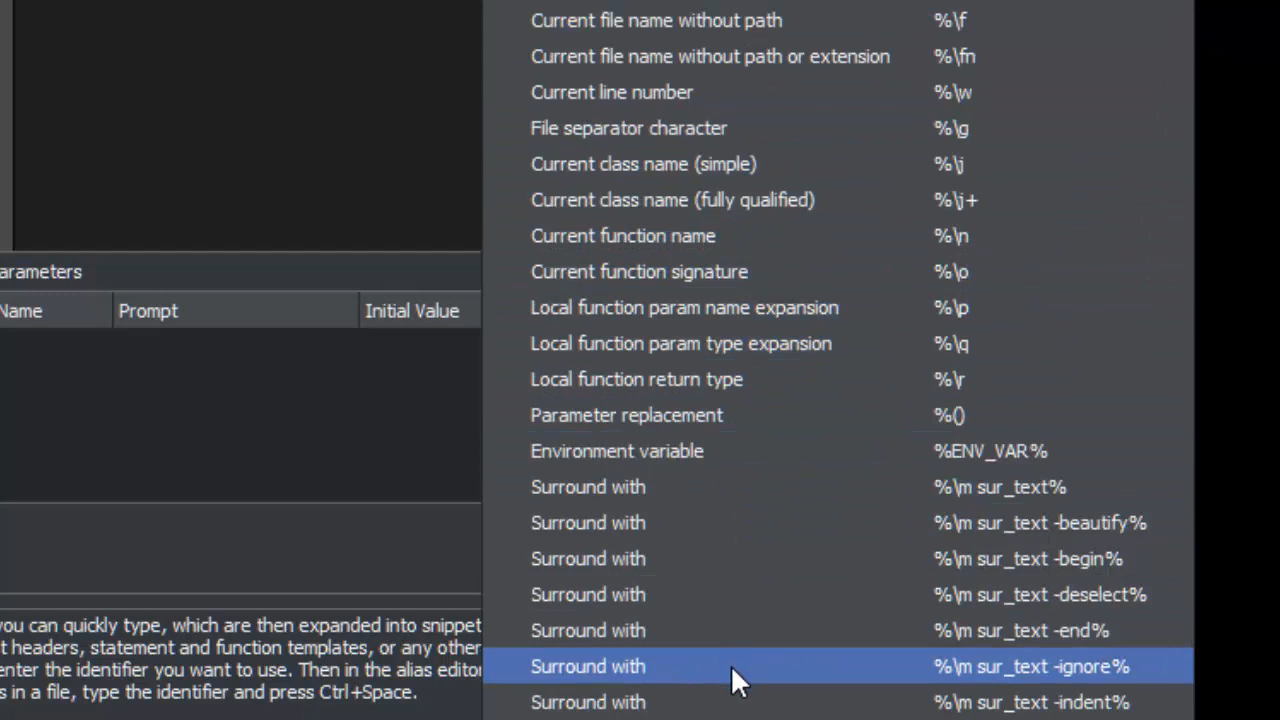 Current file name without path %\f
Current file name without path or extension %\fn
Current line number %\w
File separator character %\g
Current class name (simple) %\j
Current class name (fully qualified) %\j+
Current function name %\n
Current function signature %\o
Local function param name expansion %\p
Local function param type expansion %\q
Local function return type %\r
Parameter replacement %()
Environment variable %ENV_VAR%
Surround with %\m sur_text%
Surround with %\m sur_text -beautify%
Surround with %\m sur_text -begin%
Surround with %\m sur_text -deselect%
Surround with %\m sur_text -end%
Surround with %\m sur_text -ignore%
Surround with %\m sur_text -indent%
arameters
Name Prompt Initial Value
you can quickly type, which are then expanded into snippet
t headers, statement and function templates, or any other
enter the identifier you want to use. Then in the alias editor
s in a file, type the identifier and press Ctrl+Space.